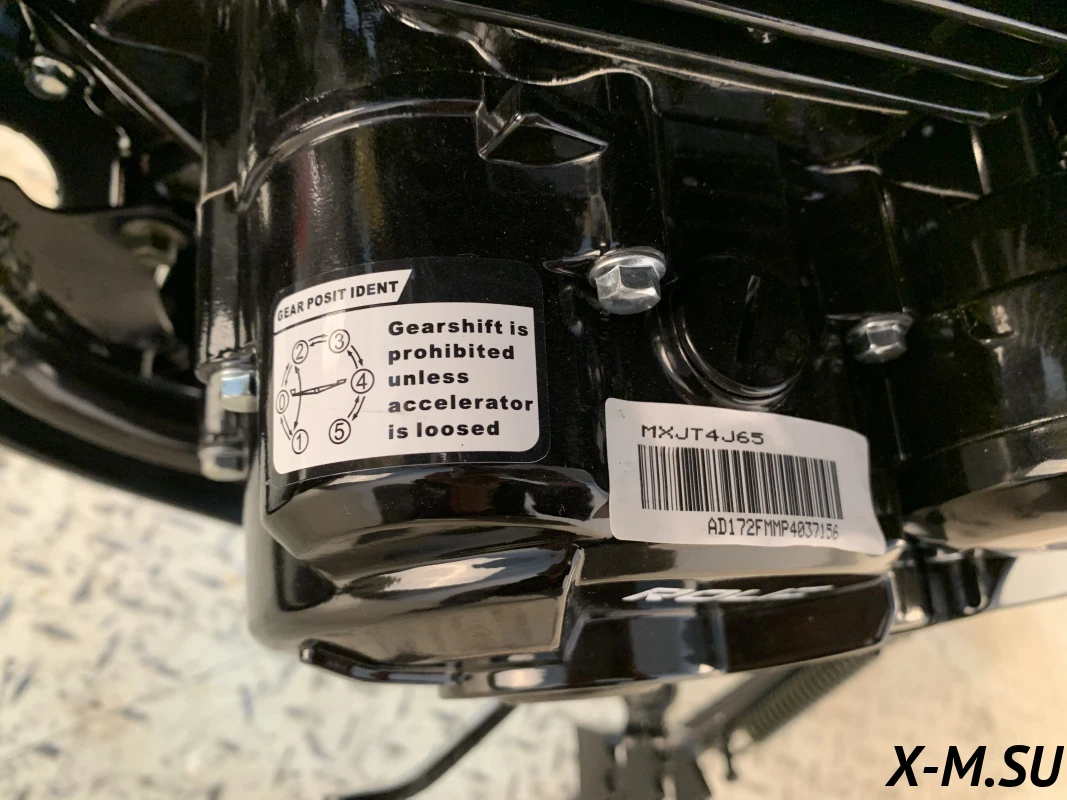 GEAR POSIT IDENT
2 3
0 4
1 5
Gearshift is
prohibited
unless
accelerator
is loosed
MXJT4J65
AD172FMMP4037156
X-M.SU